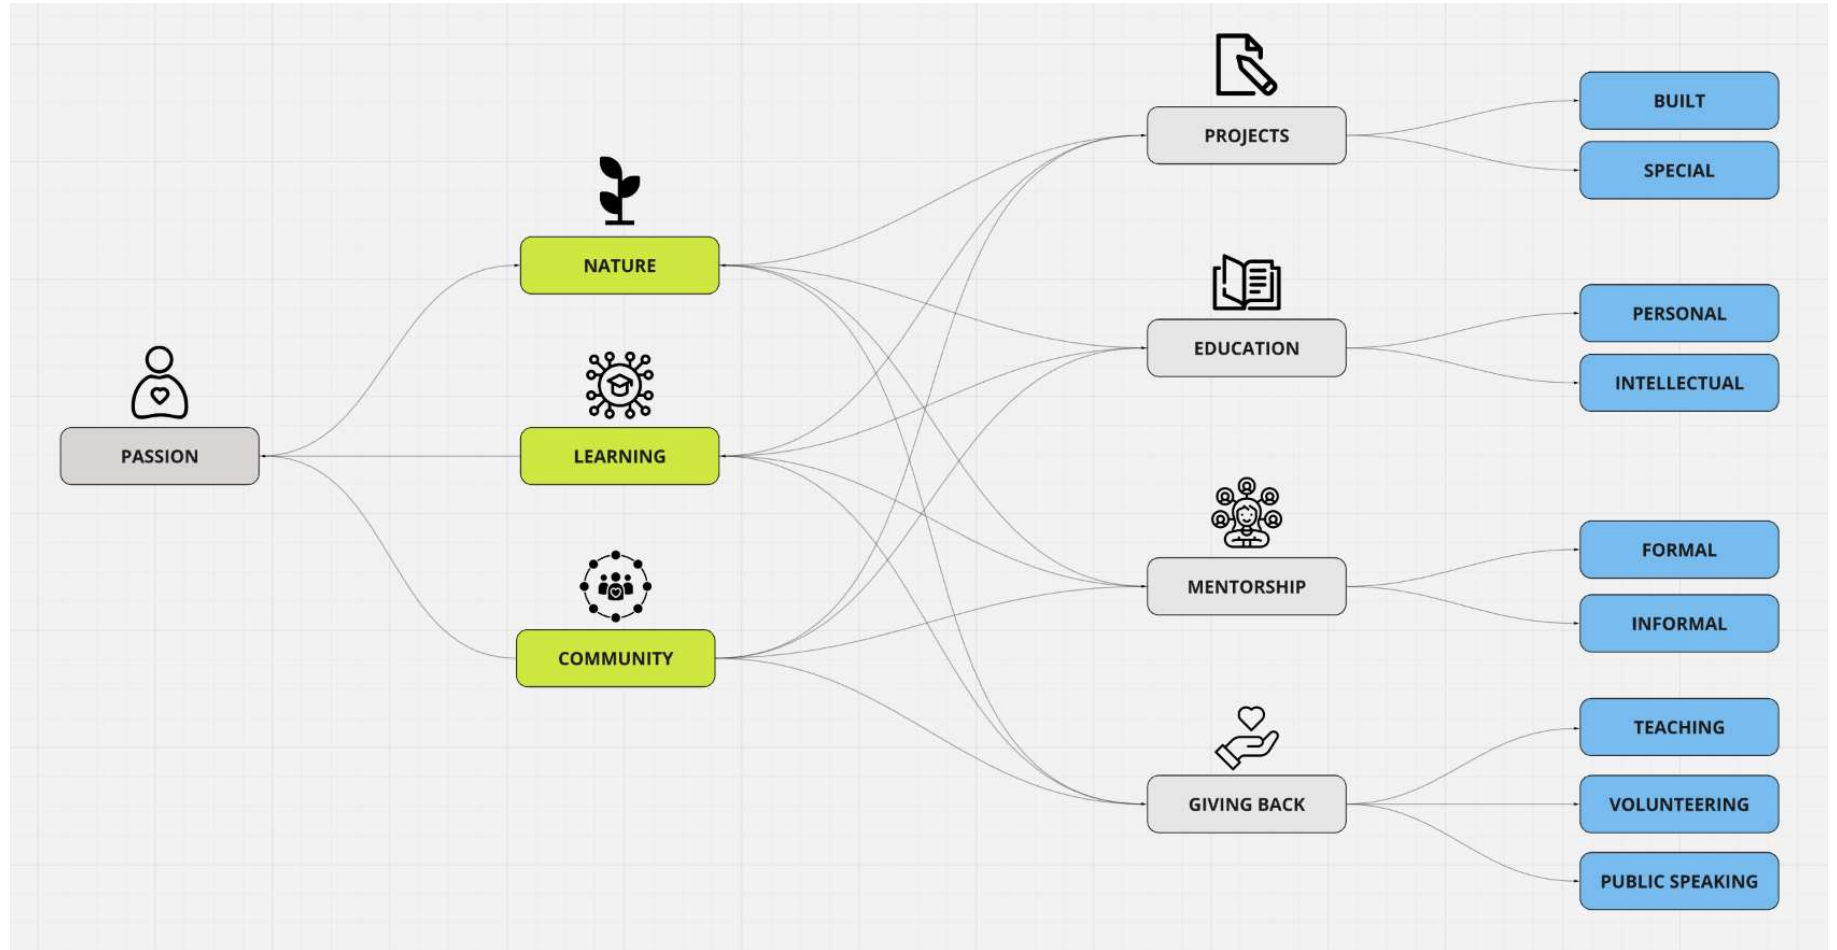 PASSION
NATURE
LEARNING
COMMUNITY
PROJECTS
EDUCATION
MENTORSHIP
GIVING BACK
BUILT
SPECIAL
PERSONAL
INTELLECTUAL
FORMAL
INFORMAL
TEACHING
VOLUNTEERING
PUBLIC SPEAKING